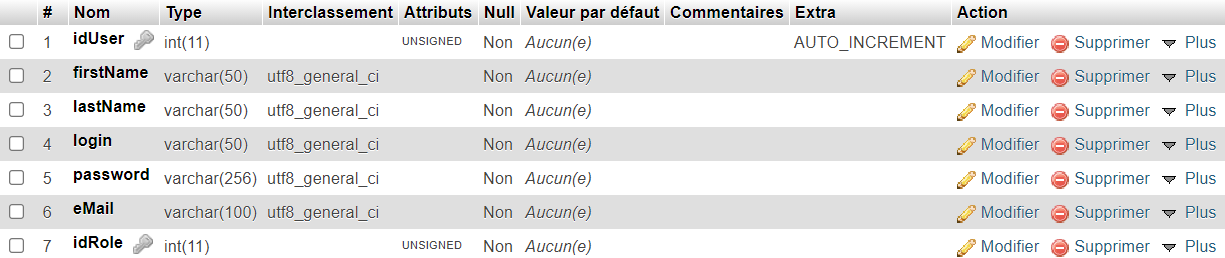 # Nom Type Interclassement Attributs Null Valeur par défaut Commentaires Extra Action
1 idUser int(11) UNSIGNED Non Aucun(e) AUTO_INCREMENT Modifier Supprimer Plus
2 firstName varchar(50) utf8_general_ci Non Aucun(e) Modifier Supprimer Plus
3 lastName varchar(50) utf8_general_ci Non Aucun(e) Modifier Supprimer Plus
4 login varchar(50) utf8_general_ci Non Aucun(e) Modifier Supprimer Plus
5 password varchar(256) utf8_general_ci Non Aucun(e) Modifier Supprimer Plus
6 eMail varchar(100) utf8_general_ci Non Aucun(e) Modifier Supprimer Plus
7 idRole int(11) UNSIGNED Non Aucun(e) Modifier Supprimer Plus